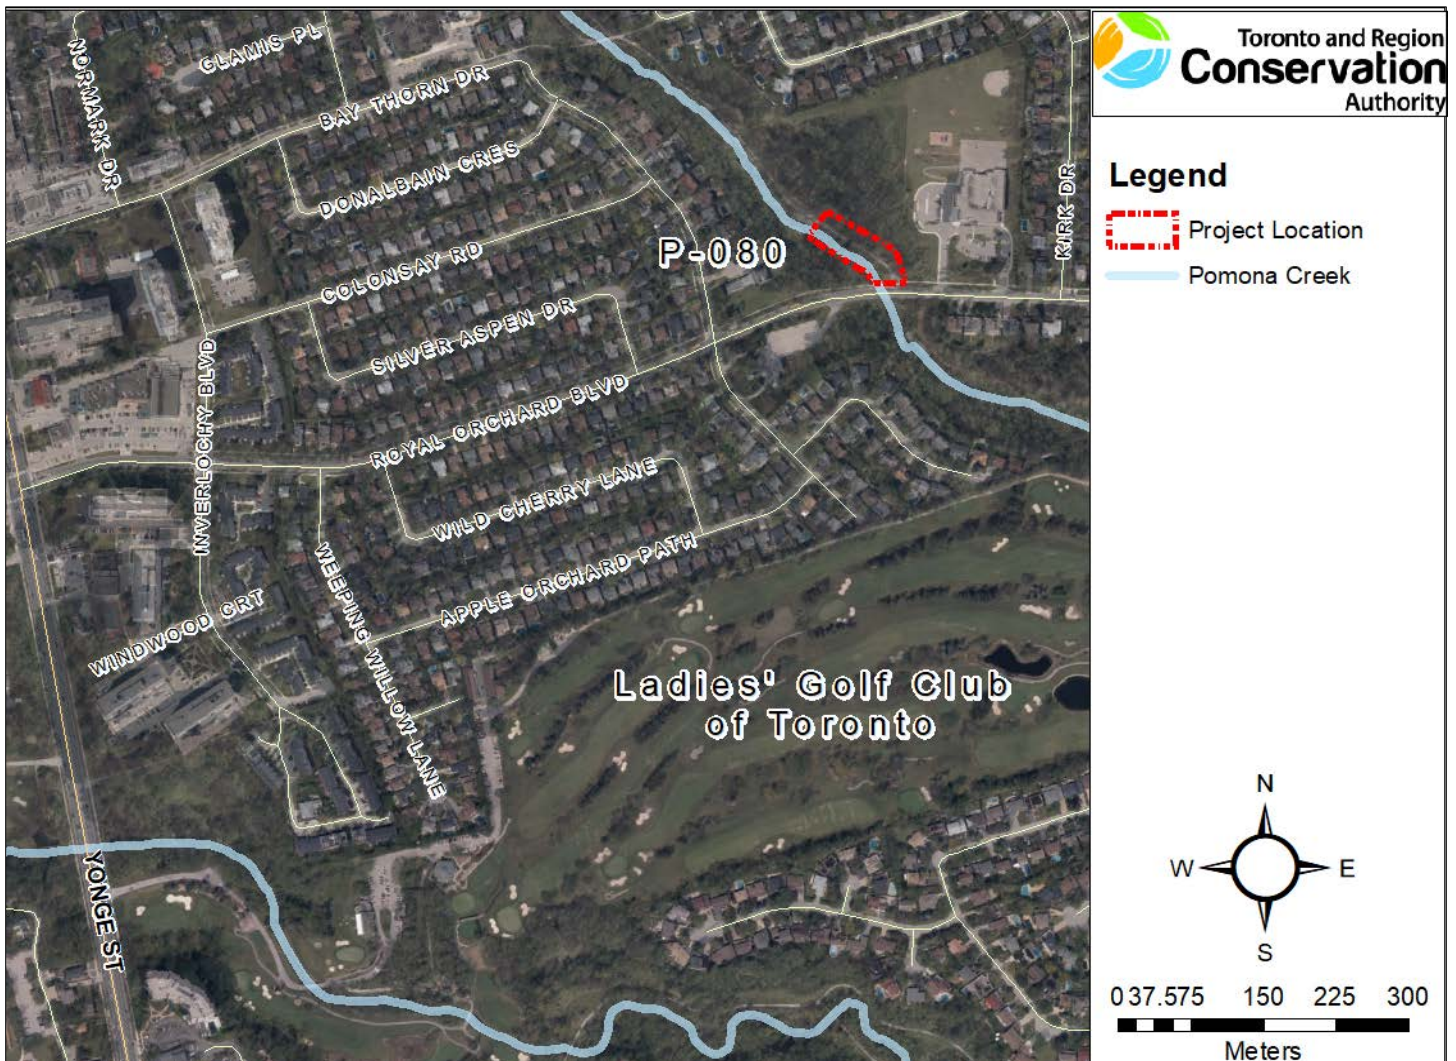 NORMARK DR
GLAMIS PL
BAY THORN DR
DONALBAIN CRES
COLONSAY RD
P-080
KIRK DR
SILVER ASPEN DR
INVERLOCHY BLVD
ROYAL ORCHARD BLVD
WILD CHERRY LANE
APPLE ORCHARD PATH
WINDWOOD CRT
WEEPING WILLOW LANE
Ladies' Golf Club
of Toronto
YONGE ST
Toronto and Region
Conservation
Authority
Legend
Project Location
Pomona Creek
N
W E
S
0 37.575 150 225 300
Meters